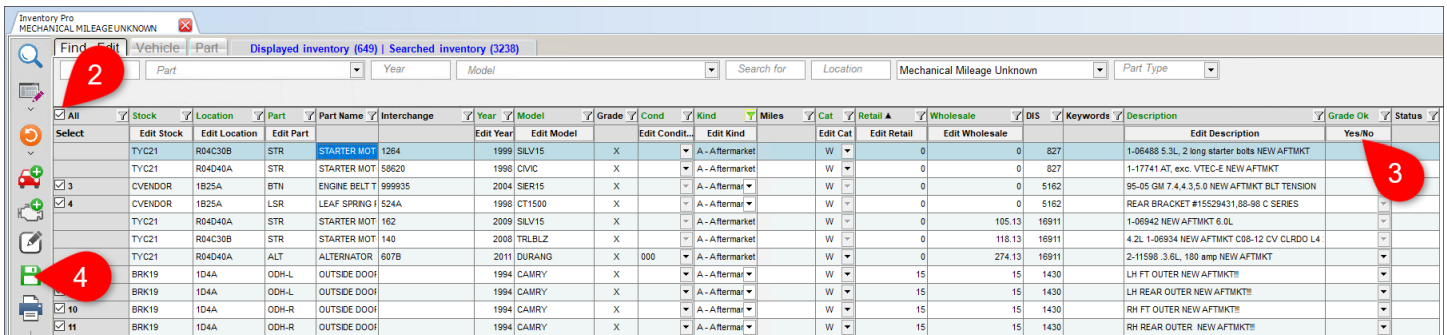 Inventory Pro
MECHANICAL MILEAGE UNKNOWN
Find Edit Vehicle Part Displayed inventory (649) | Searched inventory (3238)
Part Year Model Search for Location Mechanical Mileage Unknown Part Type
2
All Stock Location Part Part Name Interchange Year Model Grade Cond Kind Miles Cat Retail ▲ Wholesale DIS Keywords Description Grade Ok Status
Select Edit Stock Edit Location Edit Part Edit Year Edit Model Edit Condit... Edit Kind Edit Cat Edit Retail Edit Wholesale Edit Description Yes/No
TYC21 R04C30B STR STARTER MOT 1264 1999 SILV15 X A - Aftermarket W 0 0 827 1-06488 5.3L, 2 long starter bolts NEW AFTMKT
TYC21 R04D40A STR STARTER MOT 58620 1998 CIVIC X A - Aftermarket W 0 0 827 1-17741 AT, exc. VTEC-E NEW AFTMKT
3
3 CVENDOR 1B25A BTN ENGINE BELT T 999935 2004 SIER15 X A - Aftermar W 0 0 5162 95-05 GM 7.4,4.3,5.0 NEW AFTMKT BLT TENSION
4 CVENDOR 1B25A LSR LEAF SPRING F 524A 1998 CT1500 X A - Aftermarket W 0 0 5162 REAR BRACKET #15529431,88-98 C SERIES
TYC21 R04D40A STR STARTER MOT 162 2009 SILV15 X A - Aftermarket W 0 105.13 16911 1-06942 NEW AFTMKT 6.0L
TYC21 R04C30B STR STARTER MOT 140 2008 TRLBLZ X A - Aftermarket W 0 118.13 16911 4.2L 1-06934 NEW AFTMKT C08-12 CV CLRDO L4
TYC21 R04C30B ALT ALTERNATOR 607B 2011 DURANG X 000 A - Aftermarket W 0 274.13 16911 2-11598 .3.6L, 180 amp NEW AFTMKT
4
BRK19 1D4A ODH-L OUTSIDE DOOF 1994 CAMRY X A - Aftermar W 15 15 1430 LH FT OUTER NEW AFTMKT!!!
BRK19 1D4A ODH-L OUTSIDE DOOF 1994 CAMRY X A - Aftermar W 15 15 1430 LH REAR OUTER NEW AFTMKT!!!
10 BRK19 1D4A ODH-R OUTSIDE DOOF 1994 CAMRY X A - Aftermar W 15 15 1430 RH FT OUTER NEW AFTMKT!!!
11 BRK19 1D4A ODH-R OUTSIDE DOOF 1994 CAMRY X A - Aftermar W 15 15 1430 RH REAR OUTER NEW AFTMKT!!!